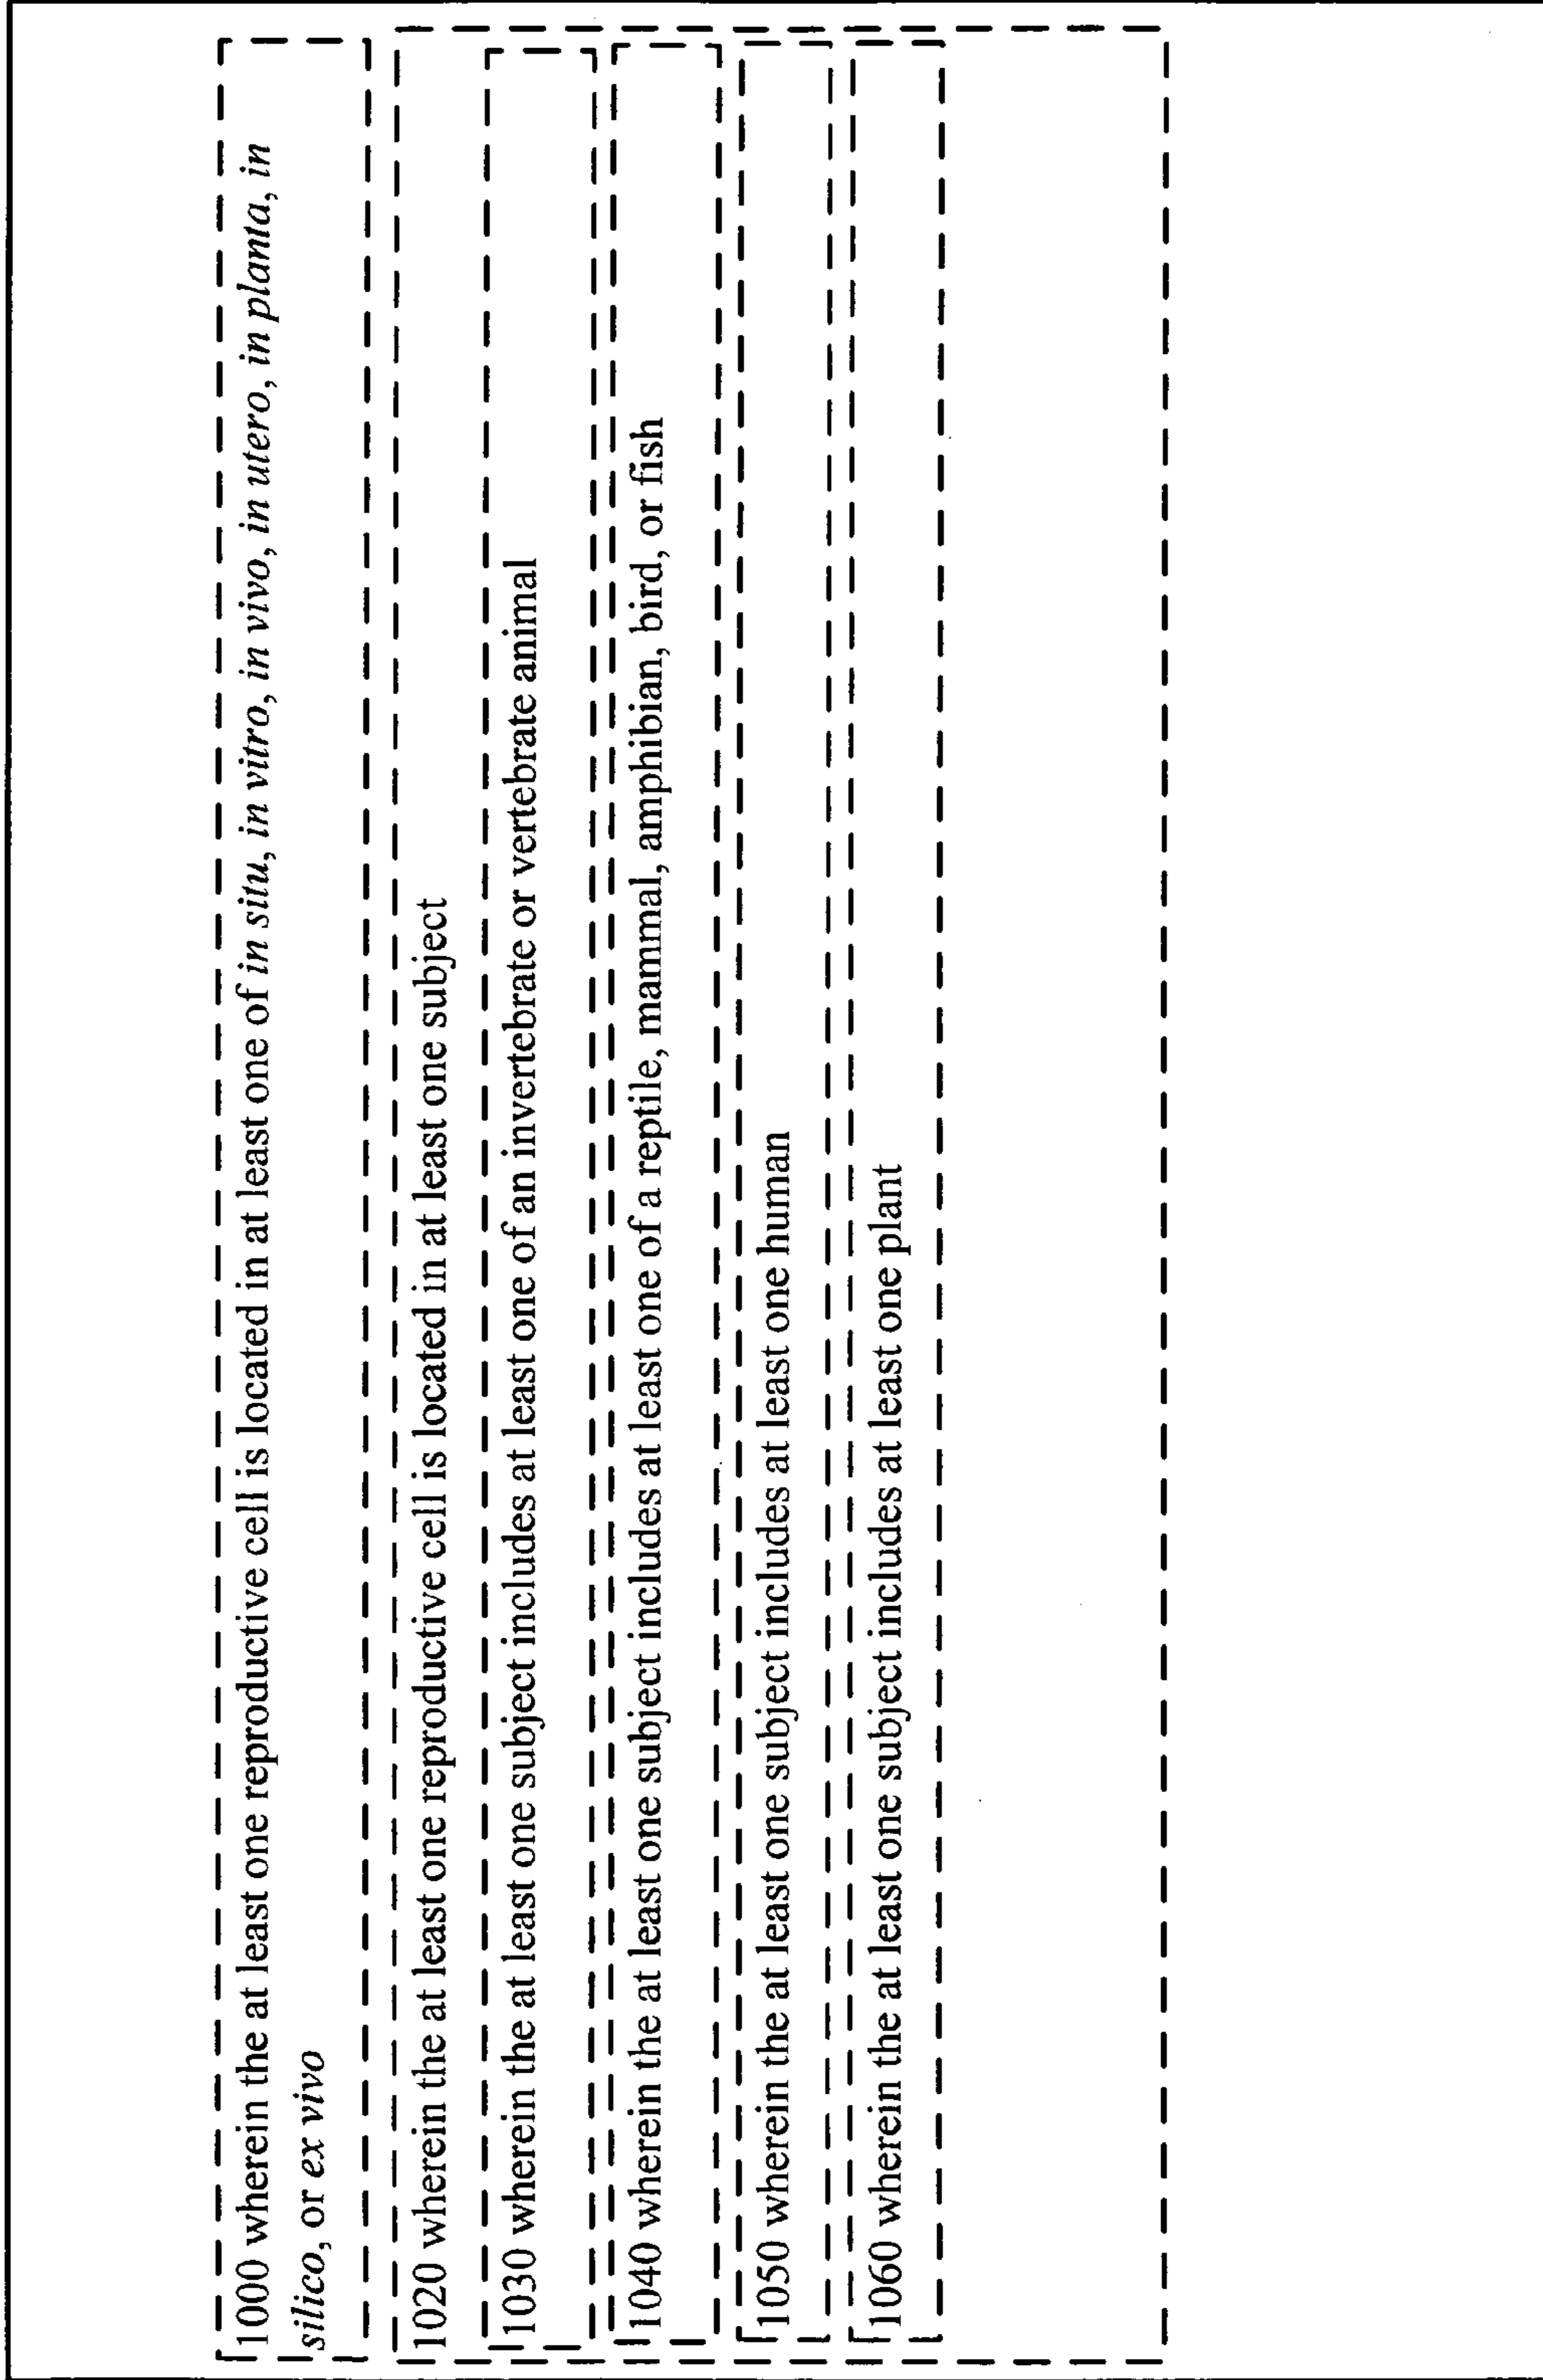 1000 wherein the at least one reproductive cell is located in at least one of in situ, in vitro, in vivo, in utero, in planta, in
silico, or ex vivo
1020 wherein the at least one reproductive cell is located in at least one subject
1030 wherein the at least one subject includes at least one of an invertebrate or vertebrate animal
1040 wherein the at least one subject includes at least one of a reptile, mammal, amphibian, bird, or fish
1050 wherein the at least one subject includes at least one human
1060 wherein the at least one subject includes at least one plant